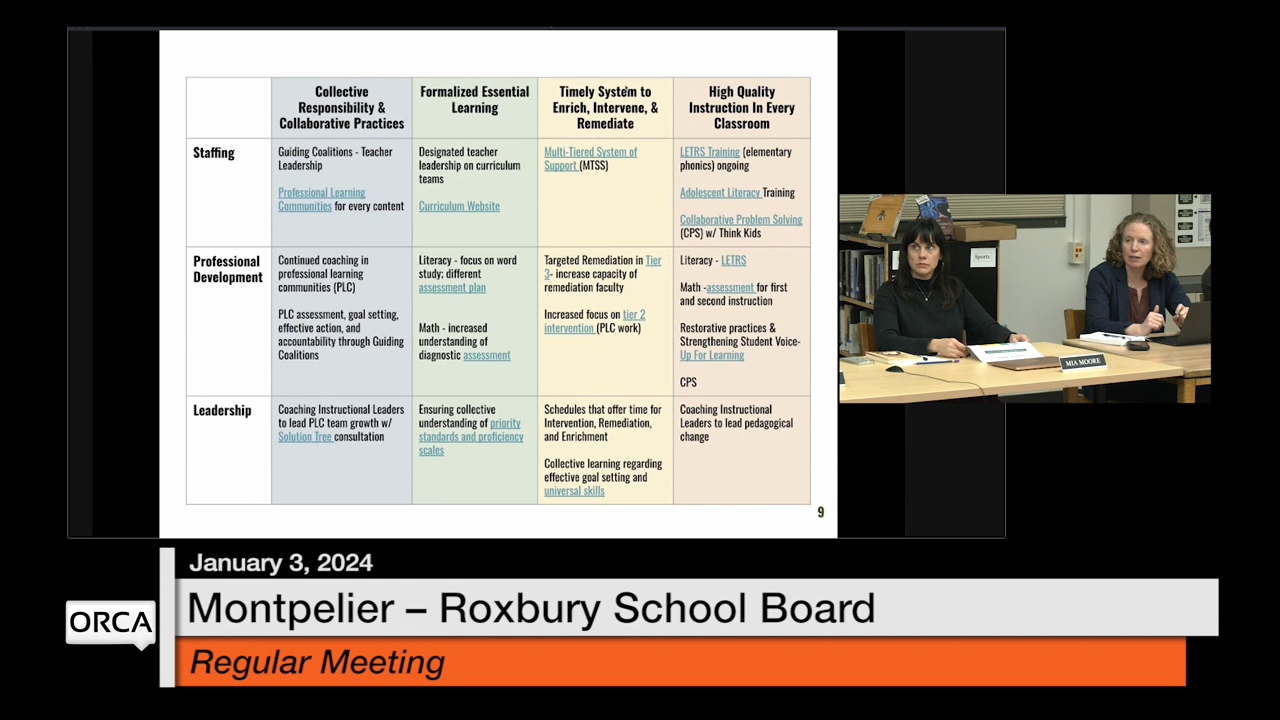 Collective
Responsibility &
Collaborative Practices
Formalized Essential
Learning
Timely System to
Enrich, Intervene, &
Remediate
High Quality
Instruction In Every
Classroom
Staffing
Guiding Coalitions - Teacher
Leadership
Professional Learning
Communities for every content
Designated teacher
leadership on curriculum
teams
Curriculum Website
Multi-Tiered System of
Support (MTSS)
LETRS Training (elementary
phonics) ongoing
Adolescent Literacy Training
Collaborative Problem Solving
(CPS) w/ Think Kids
Professional
Development
Continued coaching in
professional learning
communities (PLC)
PLC assessment, goal setting,
effective action, and
accountability through Guiding
Coalitions
Literacy - focus on word
study; different
assessment plan
Math - increased
understanding of
diagnostic assessment
Targeted Remediation in Tier
3- increase capacity of
remediation faculty
Increased focus on tier 2
intervention (PLC work)
Literacy - LETRS
Math -assessment for first
and second instruction
Restorative practices &
Strengthening Student Voice-
Up For Learning
CPS
Leadership
Coaching Instructional Leaders
to lead PLC team growth w/
Solution Tree consultation
Ensuring collective
understanding of priority
standards and proficiency
scales
Schedules that offer time for
Intervention, Remediation,
and Enrichment
Collective learning regarding
effective goal setting and
universal skills
Coaching Instructional
Leaders to lead pedagogical
change
9
Sports
MIA MOORE
January 3, 2024
ORCA
Montpelier – Roxbury School Board
Regular Meeting